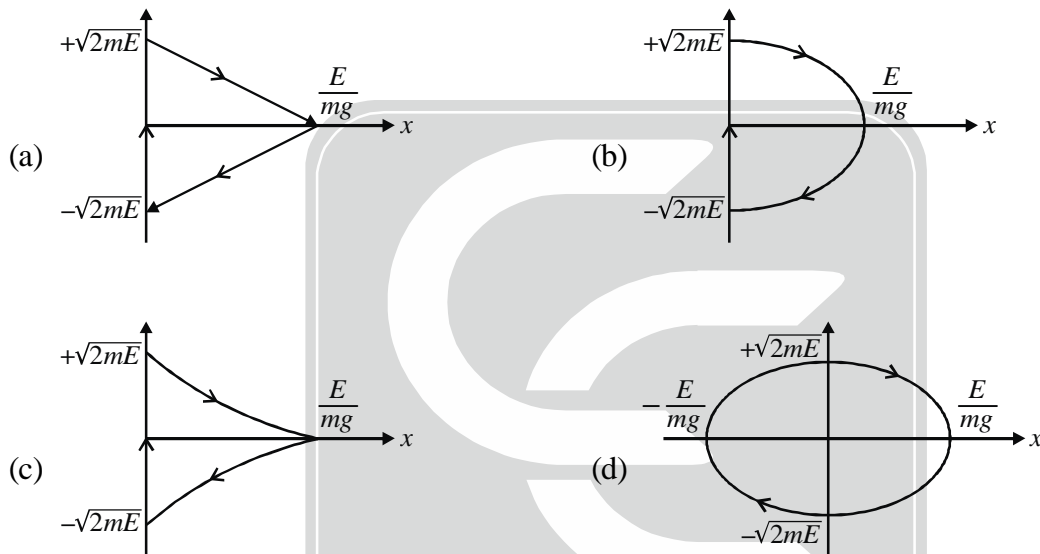 +√2mE
E/mg
x
(a)
−√2mE
+√2mE
E/mg
x
(b)
−√2mE
+√2mE
E/mg
x
(c)
−√2mE
+√2mE
−E/mg
E/mg
x
(d)
−√2mE